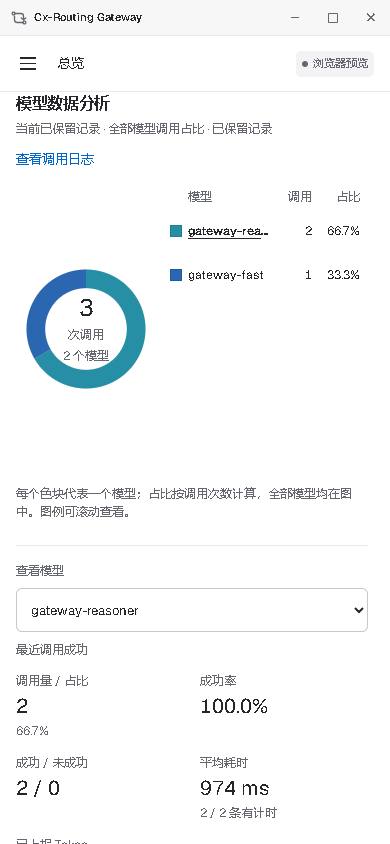 Cx-Routing Gateway
总览
浏览器预览
模型数据分析
当前已保留记录 · 全部模型调用占比 · 已保留记录
查看调用日志
模型 调用 占比
gateway-rea... 2 66.7%
gateway-fast 1 33.3%
3
次调用
2 个模型
每个色块代表一个模型；占比按调用次数计算，全部模型均在图
中。图例可滚动查看。
查看模型
gateway-reasoner
最近调用成功
调用量 / 占比 成功率
2 100.0%
66.7%
成功 / 未成功 平均耗时
2 / 0 974 ms
2 / 2 条有计时
已上报 Token